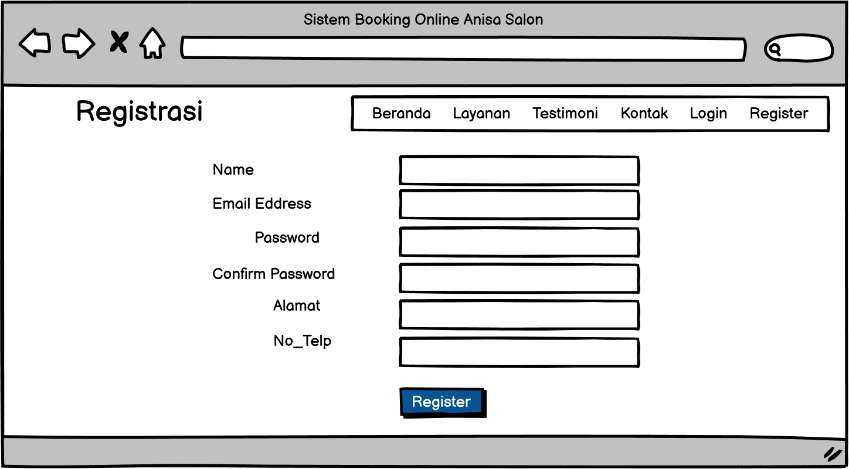 Sistem Booking Online Anisa Salon
Registrasi
Beranda Layanan Testimoni Kontak Login Register
Name
Email Eddress
Password
Confirm Password
Alamat
No_Telp
Register